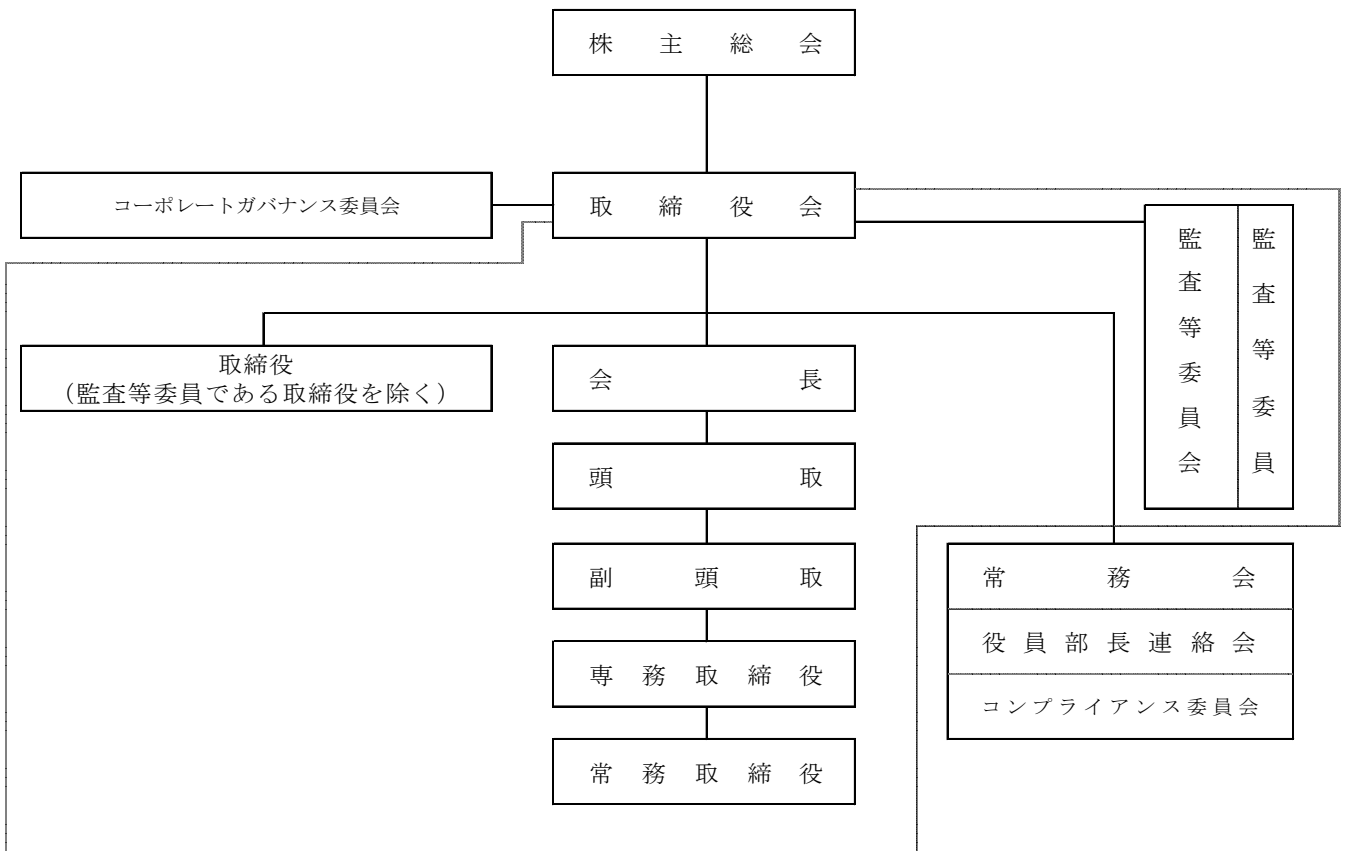 株主総会
コーポレートガバナンス委員会
取締役会
監査等委員会
監査等委員
取締役
（監査等委員である取締役を除く）
会長
頭取
副頭取
専務取締役
常務取締役
常務会
役員部長連絡会
コンプライアンス委員会